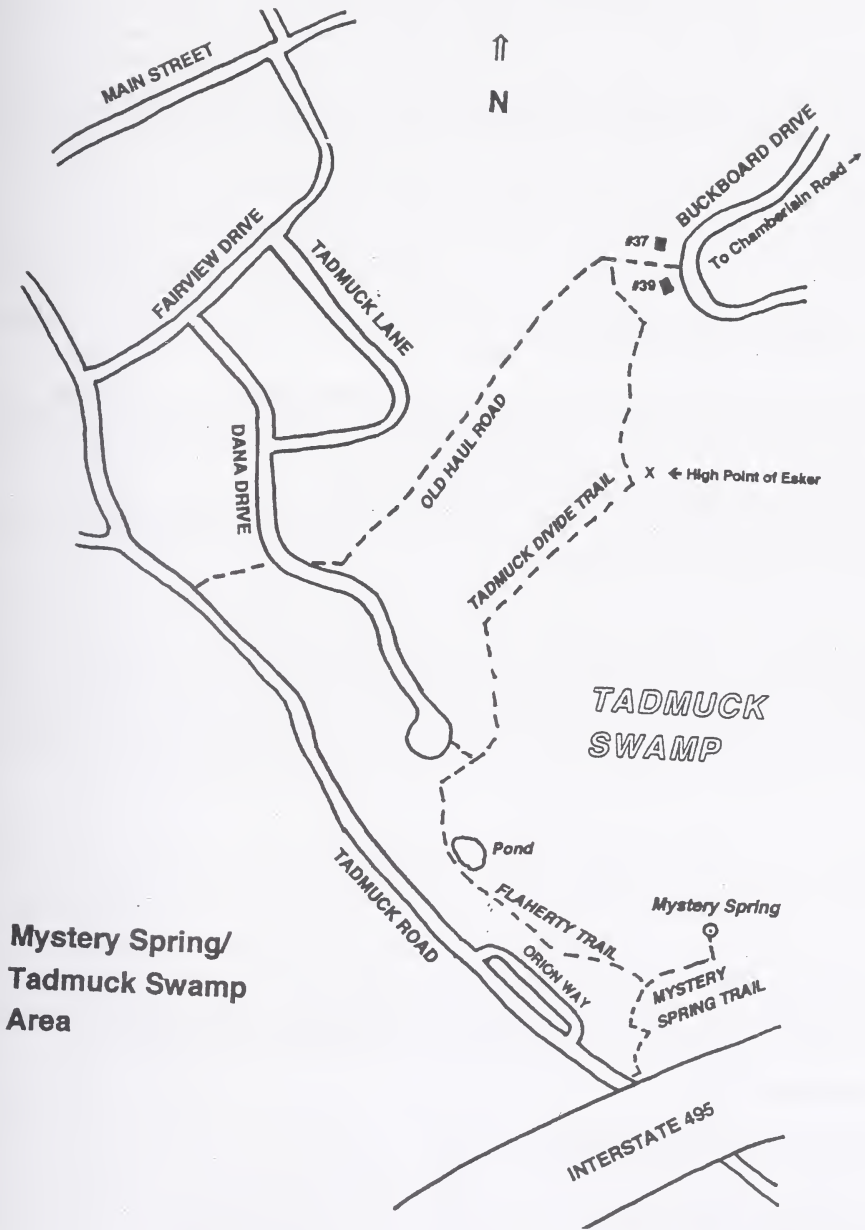 MAIN STREET
⇑
N
BUCKBOARD DRIVE
To Chamberlain Road →
#37
#39
FAIRVIEW DRIVE
TADMUCK LANE
OLD HAUL ROAD
DANA DRIVE
X ← High Point of Esker
TADMUCK DIVIDE TRAIL
TADMUCK
SWAMP
Pond
TADMUCK ROAD
FLAHERTY TRAIL
Mystery Spring
ORION WAY
MYSTERY
SPRING TRAIL
Mystery Spring/
Tadmuck Swamp
Area
INTERSTATE 495